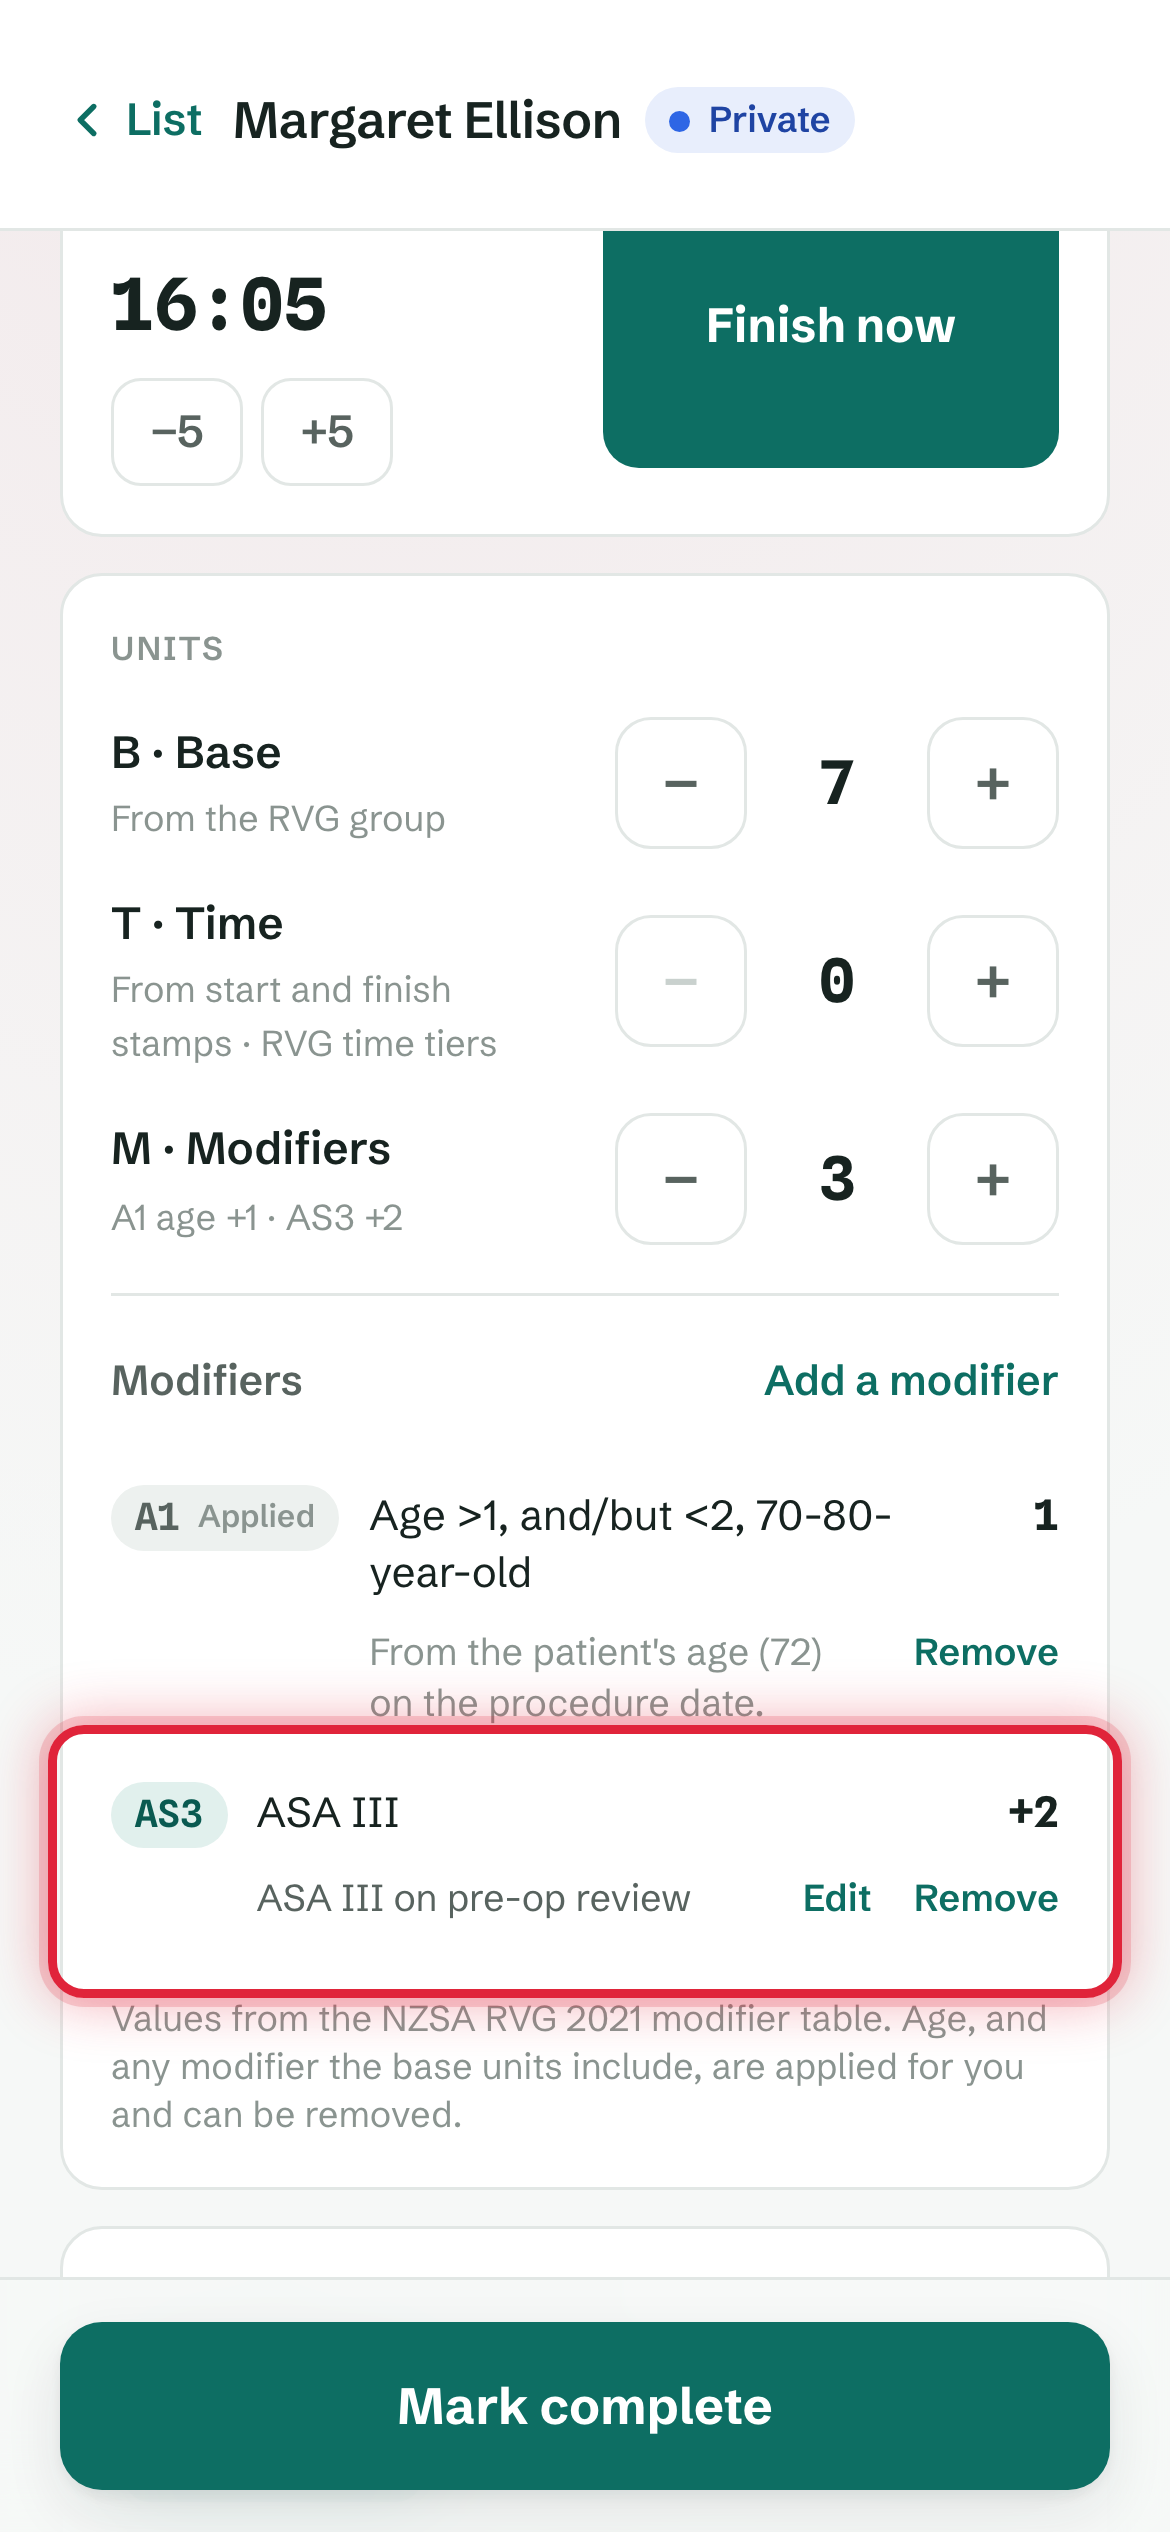 List Margaret Ellison Private
16:05
Finish now
−5 +5
UNITS
B · Base
From the RVG group
− 7 +
T · Time
From start and finish
stamps · RVG time tiers
− 0 +
M · Modifiers
A1 age +1 · AS3 +2
− 3 +
Modifiers Add a modifier
A1 Applied Age >1, and/but <2, 70-80- 1
year-old
From the patient's age (72) Remove
on the procedure date.
AS3 ASA III +2
ASA III on pre-op review Edit Remove
Values from the NZSA RVG 2021 modifier table. Age, and
any modifier the base units include, are applied for you
and can be removed.
Mark complete